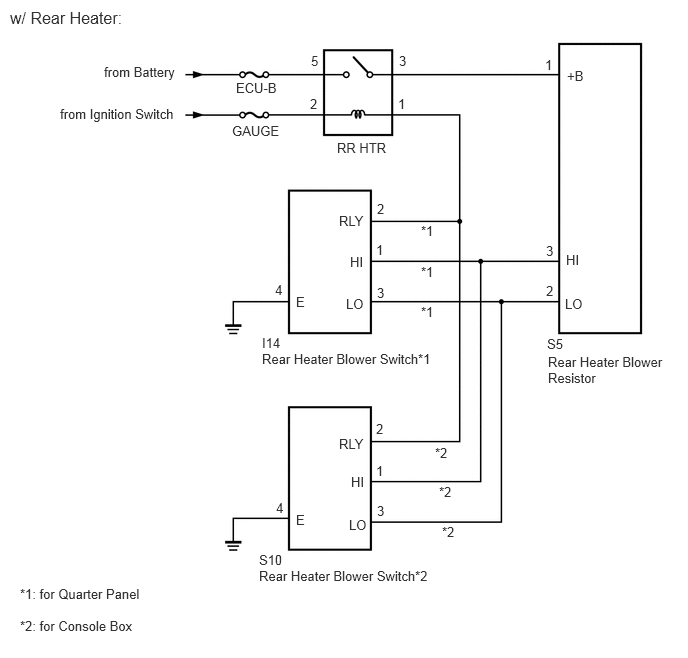 w/ Rear Heater:
from Battery
ECU-B
5
3
1
+B
from Ignition Switch
GAUGE
2
1
RR HTR
RLY
2
*1
HI
1
*1
3
HI
4
E
LO
3
*1
2
LO
I14
Rear Heater Blower Switch*1
S5
Rear Heater Blower
Resistor
RLY
2
*2
HI
1
*2
4
E
LO
3
*2
S10
Rear Heater Blower Switch*2
*1: for Quarter Panel
*2: for Console Box